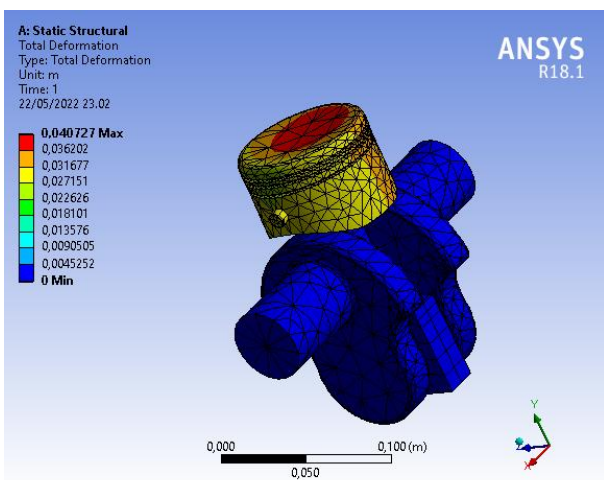 A: Static Structural
Total Deformation
Type: Total Deformation
Unit: m
Time: 1
22/05/2022 23.02
ANSYS
R18.1
0,040727 Max
0,036202
0,031677
0,027151
0,022626
0,018101
0,013576
0,0090505
0,0045252
0 Min
0,000
0,100 (m)
0,050
Y
Z
X